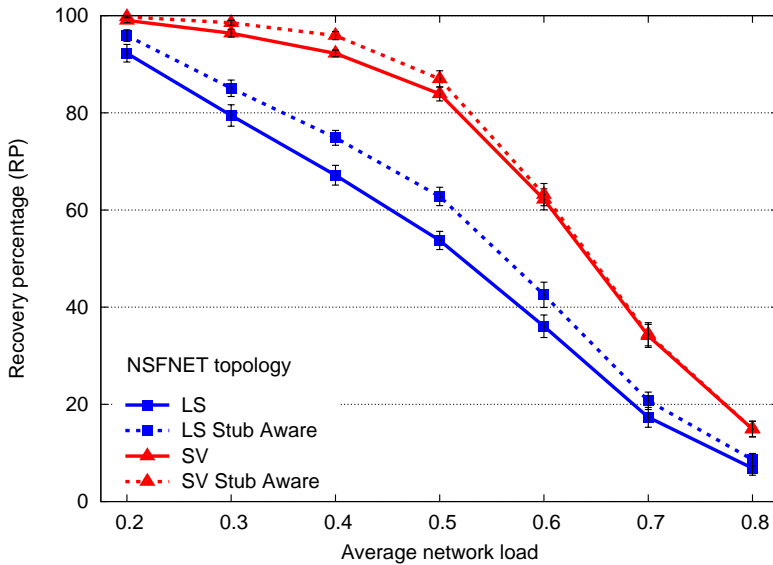 100
80
60
40
20
0
Recovery percentage (RP)
NSFNET topology
LS
LS Stub Aware
SV
SV Stub Aware
0.2 0.3 0.4 0.5 0.6 0.7 0.8
Average network load